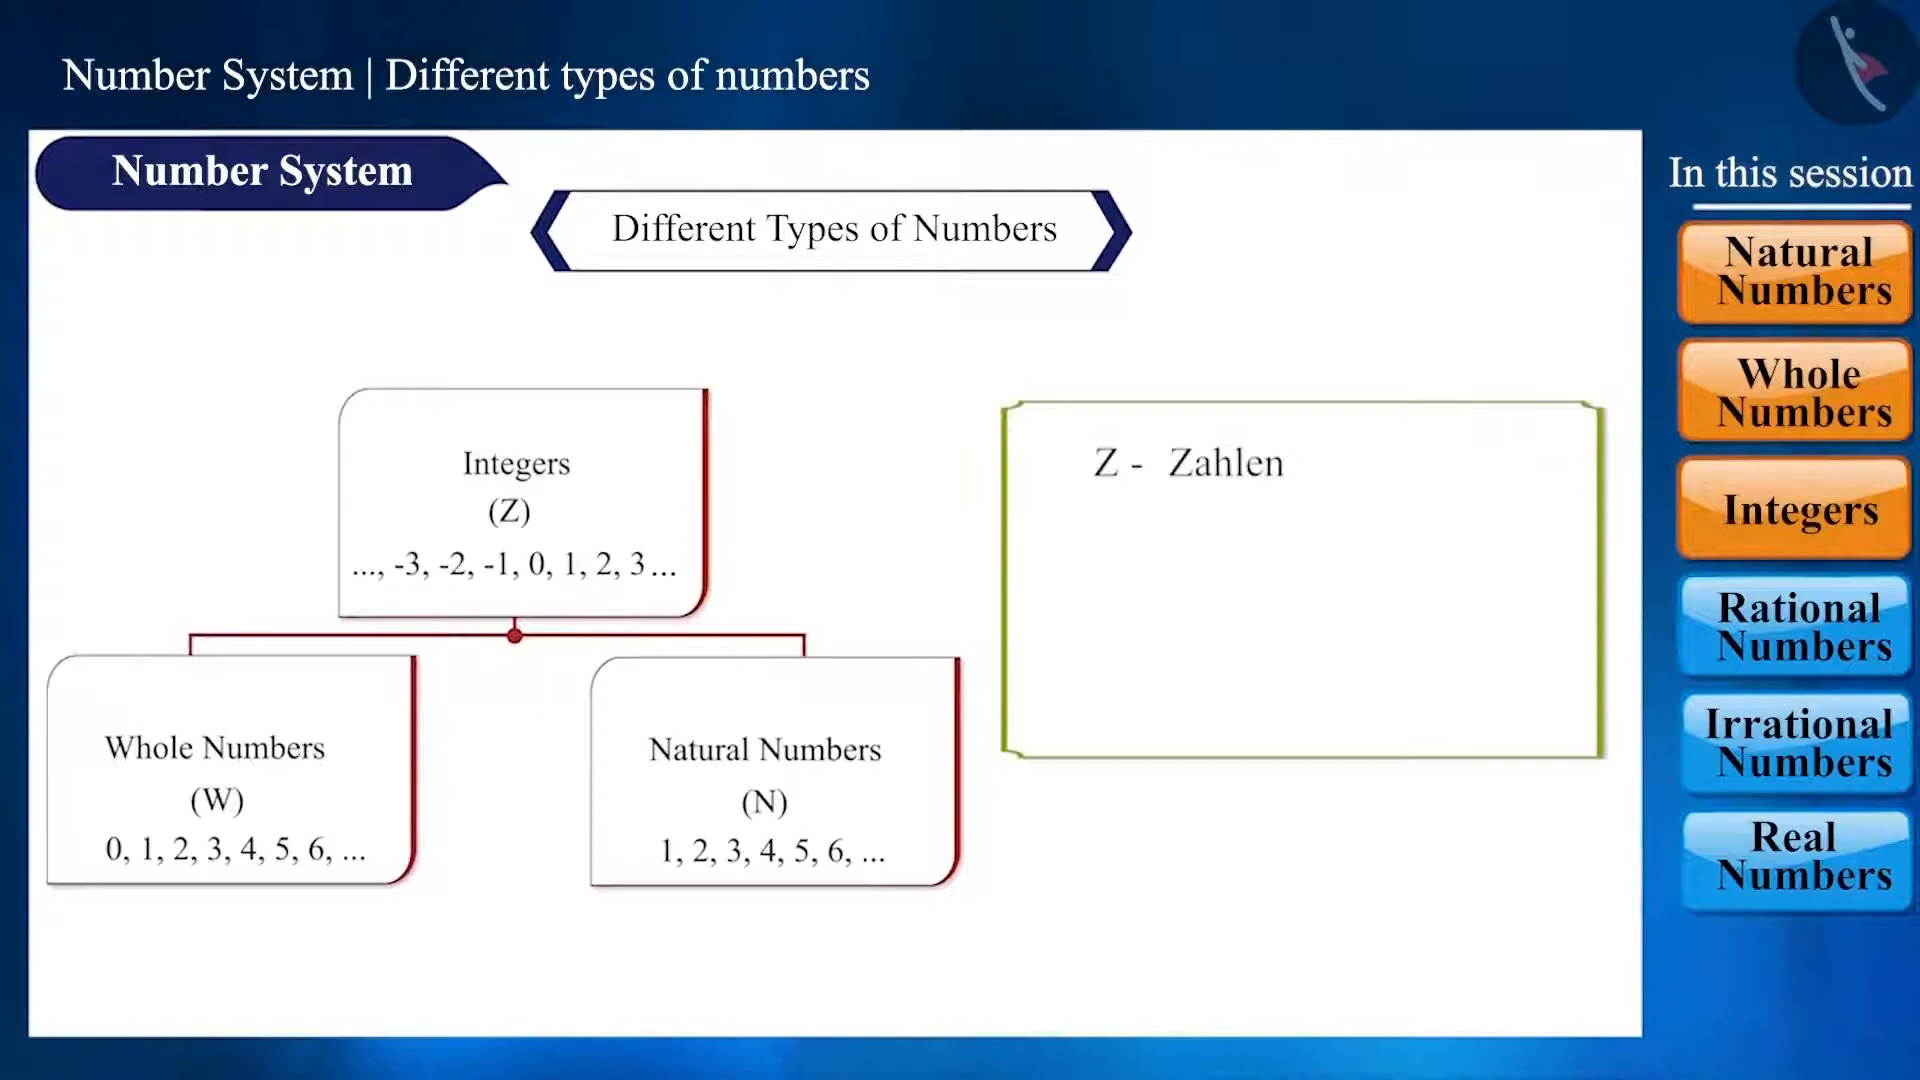 Number System | Different types of numbers
Number System
Different Types of Numbers
Integers
(Z)
..., -3, -2, -1, 0, 1, 2, 3 ...
Whole Numbers
(W)
0, 1, 2, 3, 4, 5, 6, ...
Natural Numbers
(N)
1, 2, 3, 4, 5, 6, ...
Z - Zahlen
In this session
Natural
Numbers
Whole
Numbers
Integers
Rational
Numbers
Irrational
Numbers
Real
Numbers